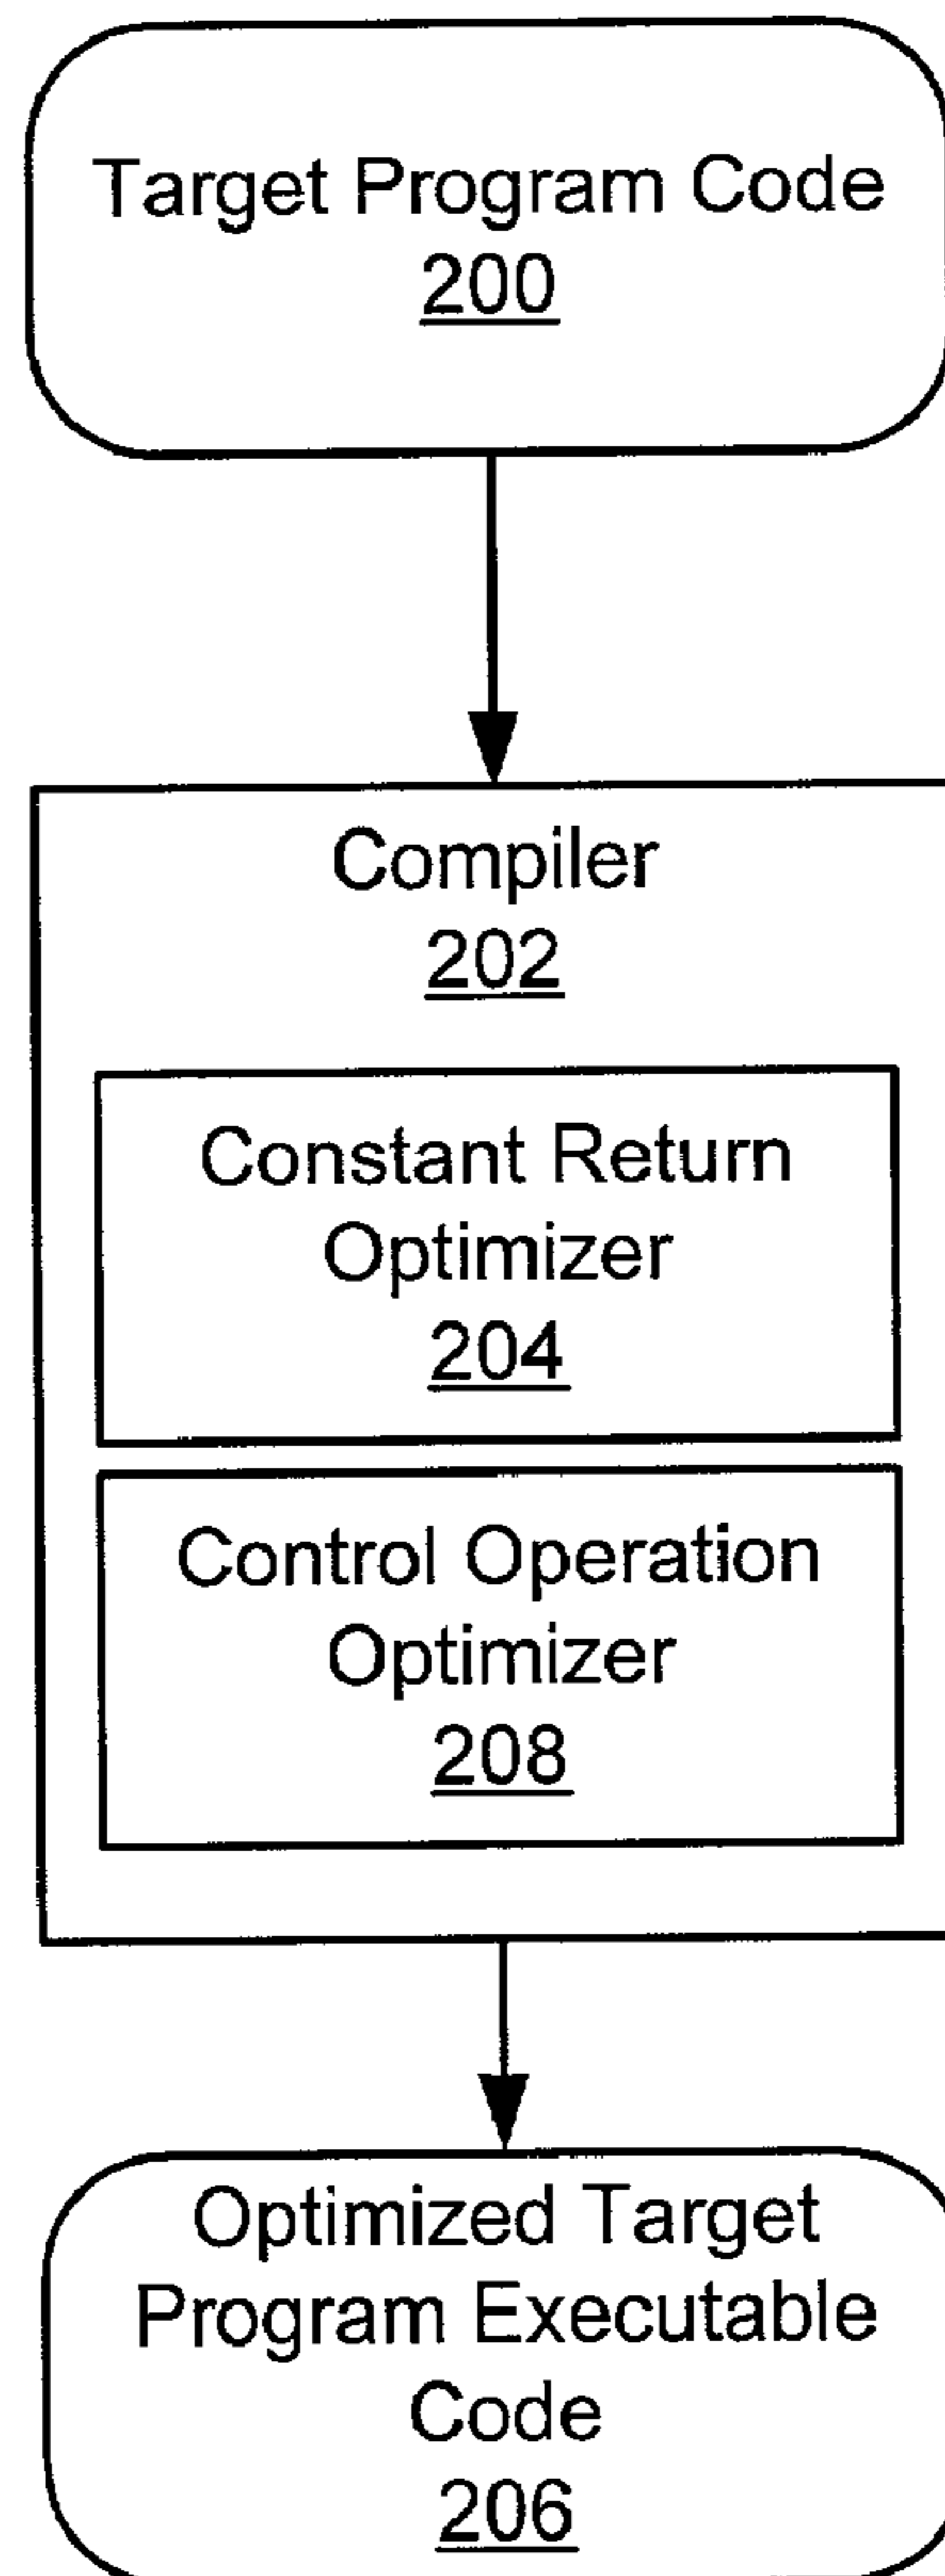 Target Program Code
200
Compiler
202
Constant Return
Optimizer
204
Control Operation
Optimizer
208
Optimized Target
Program Executable
Code
206